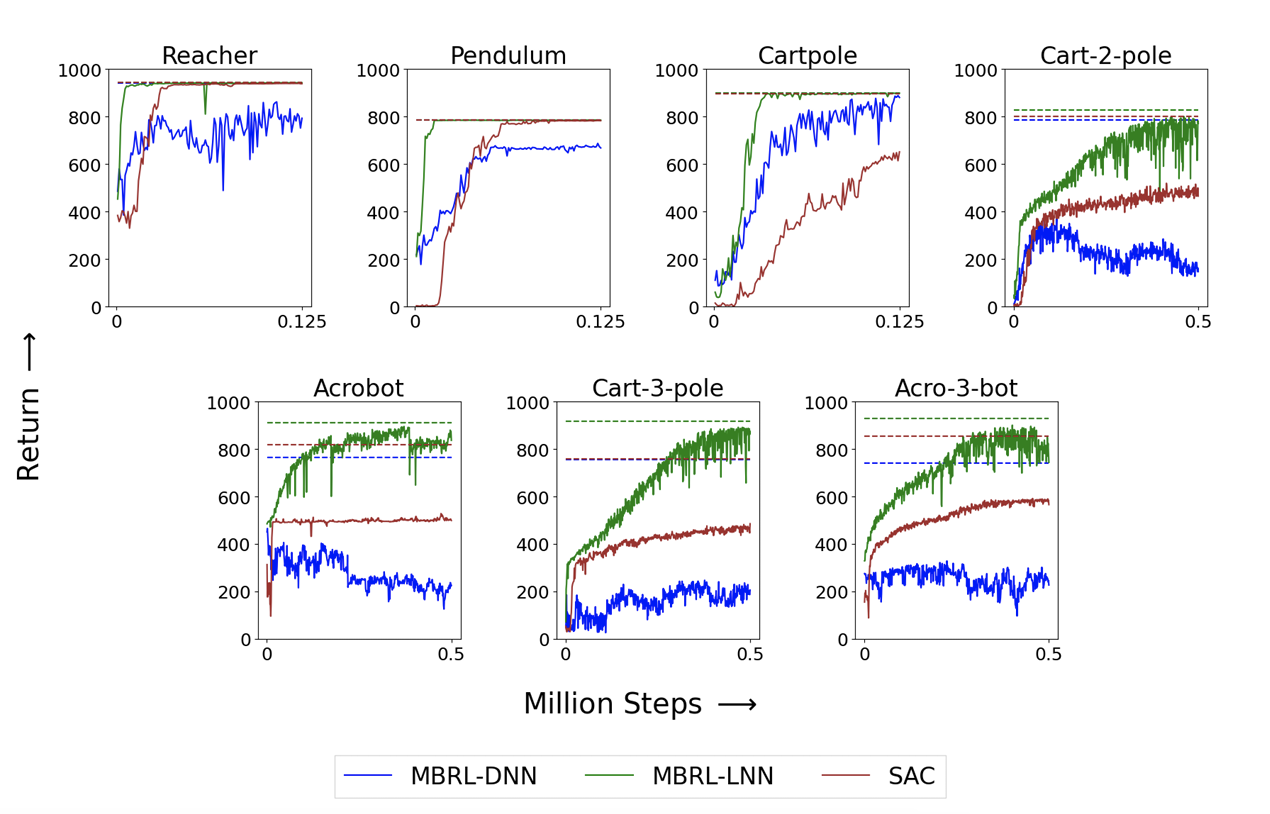 Reacher Pendulum Cartpole Cart-2-pole
1000 1000 1000 1000
800 800 800 800
600 600 600 600
400 400 400 400
200 200 200 200
0 0 0 0
0 0.125 0 0.125 0 0.125 0 0.5
Return →
Acrobot Cart-3-pole Acro-3-bot
1000 1000 1000
800 800 800
600 600 600
400 400 400
200 200 200
0 0 0
0 0.5 0 0.5 0 0.5
Million Steps →
MBRL-DNN MBRL-LNN SAC